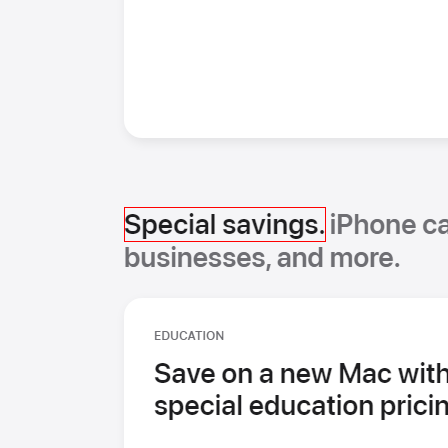 Special savings. iPhone ca
businesses, and more.
EDUCATION
Save on a new Mac with
special education pricin